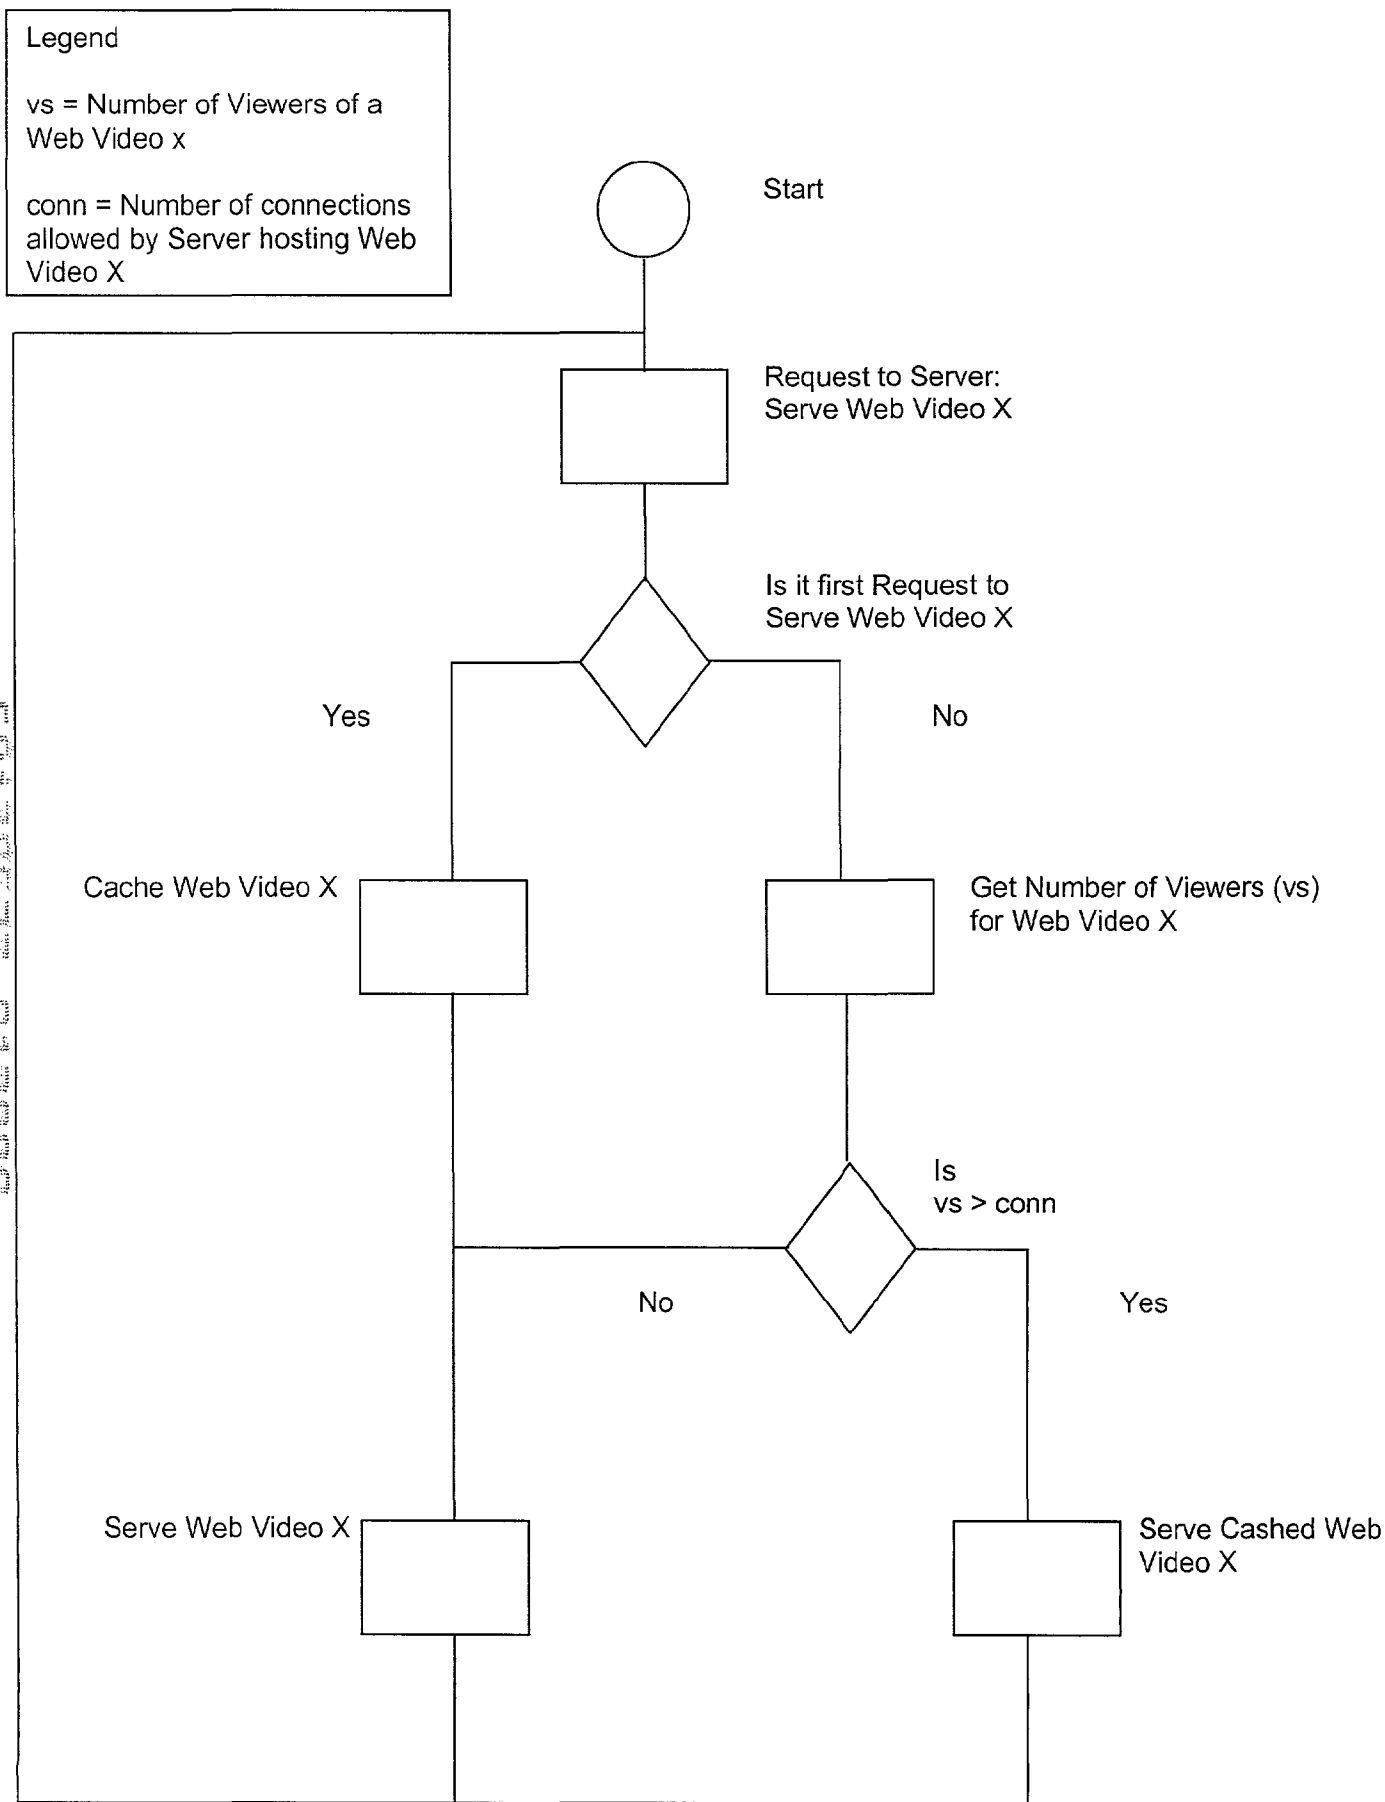 Legend
vs = Number of Viewers of a
Web Video x
conn = Number of connections
allowed by Server hosting Web
Video X
Start
Request to Server:
Serve Web Video X
Is it first Request to
Serve Web Video X
Yes
No
Cache Web Video X
Get Number of Viewers (vs)
for Web Video X
Is
vs > conn
No
Yes
Serve Web Video X
Serve Cashed Web
Video X